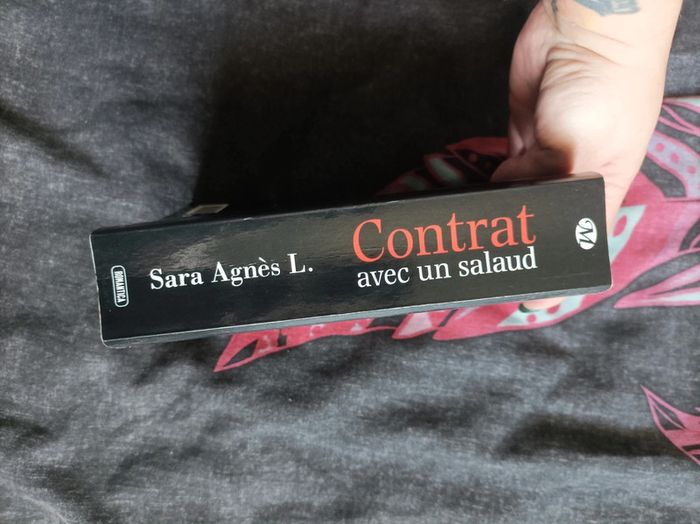 ROMANTICA
Sara Agnès L.
Contrat
avec un salaud
M